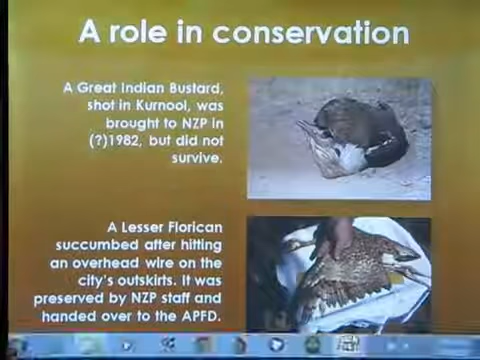 A role in conservation
A Great Indian Bustard,
shot in Kurnool, was
brought to NZP in
(?)1982, but did not
survive.
A Lesser Florican
succumbed after hitting
an overhead wire on the
city's outskirts. It was
preserved by NZP staff and
handed over to the APFD.